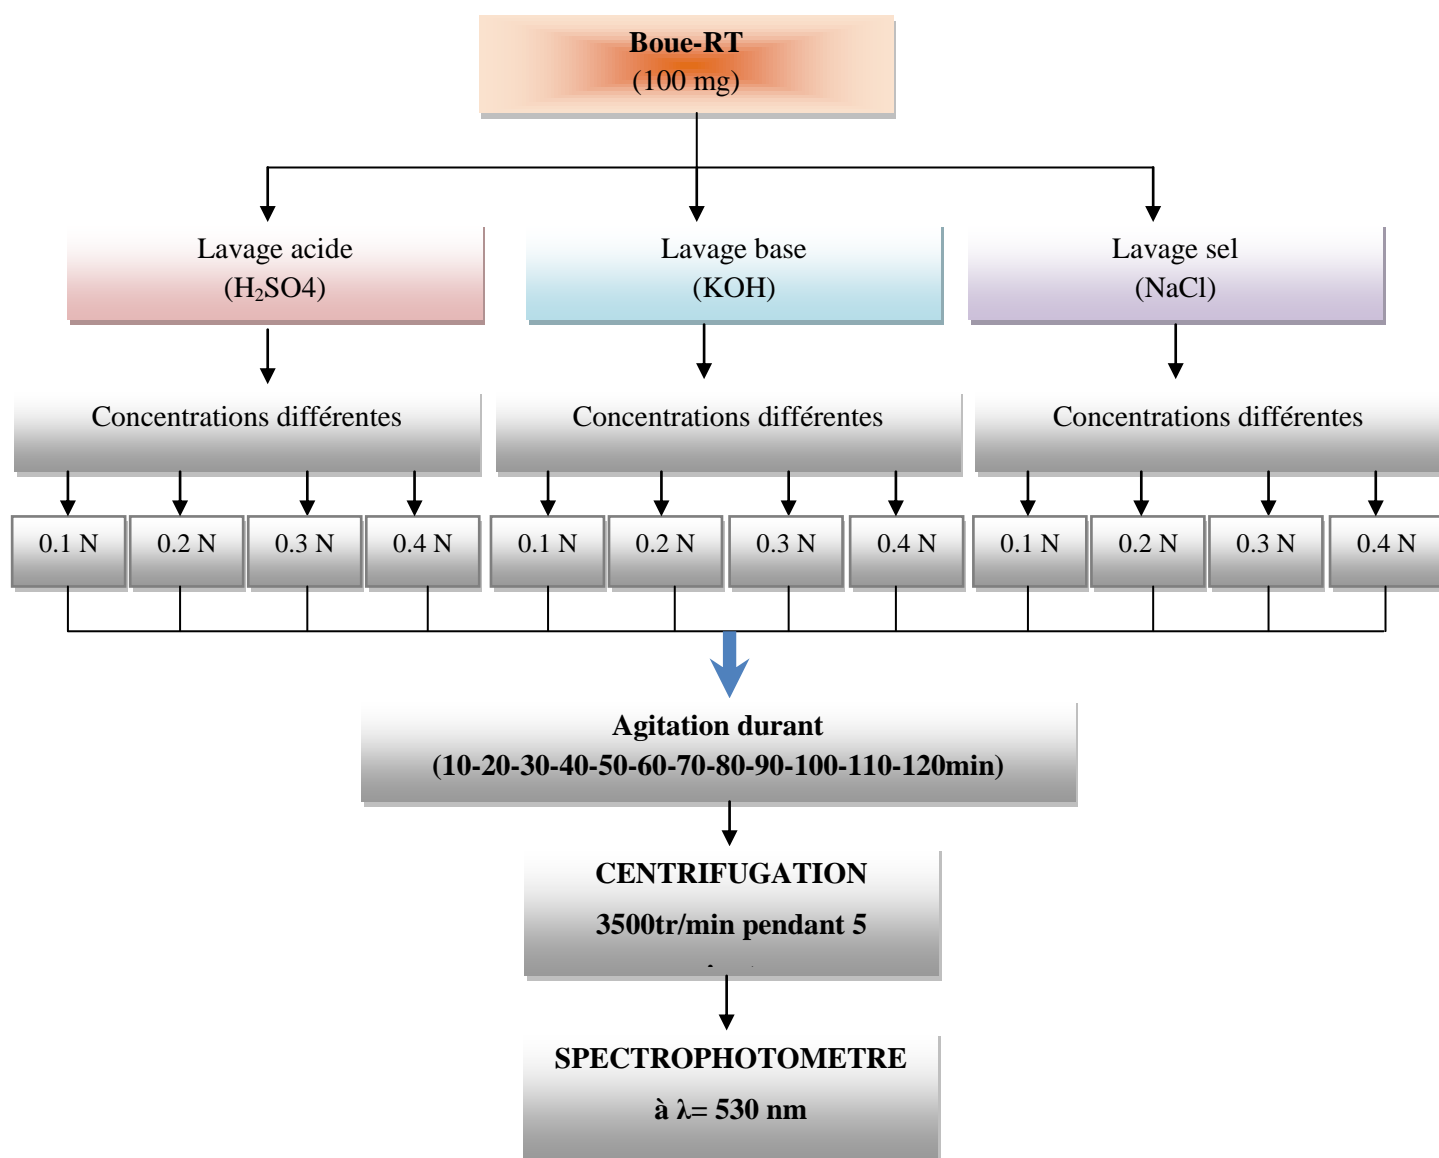 Boue-RT
(100 mg)
Lavage acide
(H₂SO4)
Lavage base
(KOH)
Lavage sel
(NaCl)
Concentrations différentes
Concentrations différentes
Concentrations différentes
0.1 N
0.2 N
0.3 N
0.4 N
0.1 N
0.2 N
0.3 N
0.4 N
0.1 N
0.2 N
0.3 N
0.4 N
Agitation durant
(10-20-30-40-50-60-70-80-90-100-110-120min)
CENTRIFUGATION
3500tr/min pendant 5
SPECTROPHOTOMETRE
à λ= 530 nm